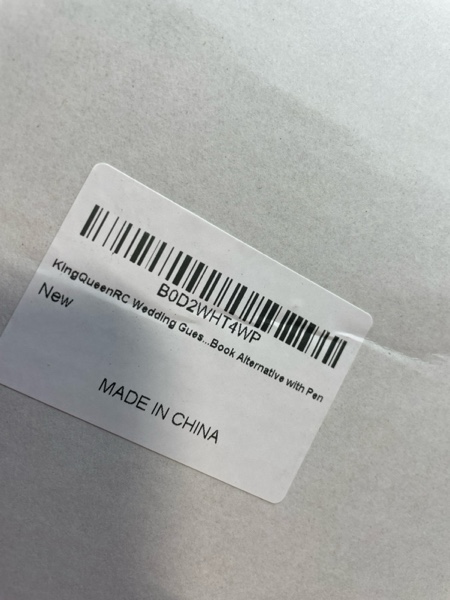 B0D2WHT4WP
KingQueenRC Wedding Gues...Book Alternative with Pen
New
MADE IN CHINA